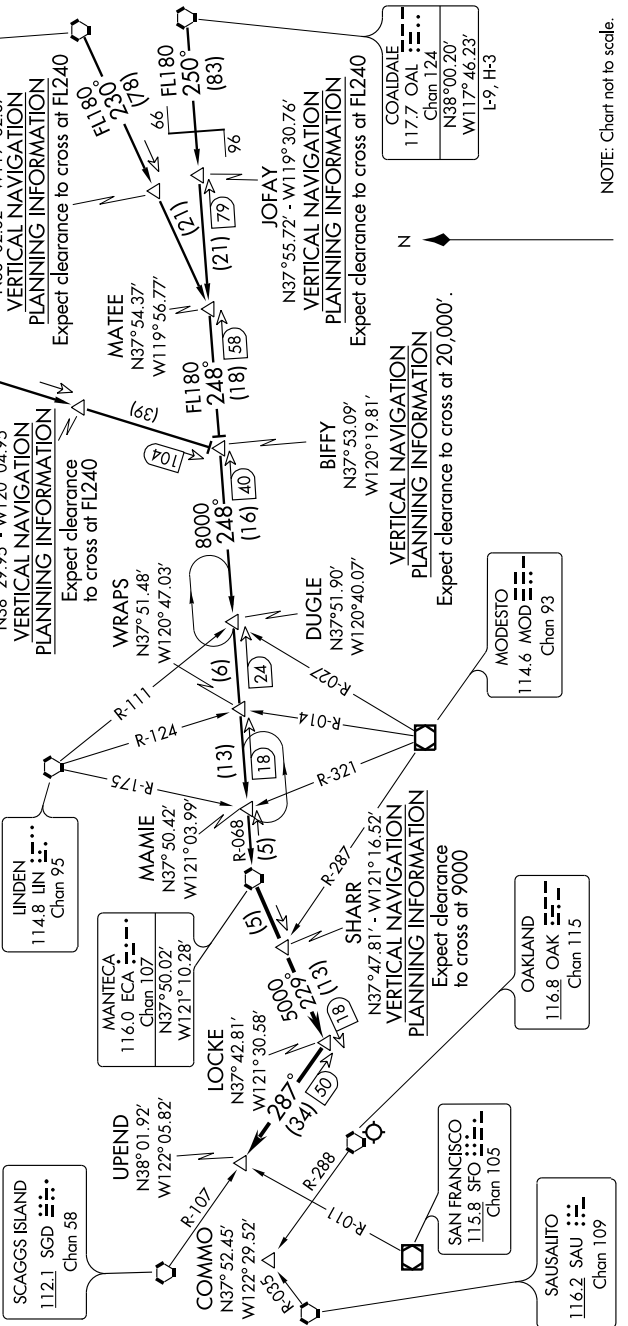 SCAGGS ISLAND
112.1 SGD
Chan 58
R-107
UPEND
N38°01.92'
W122°05.82'
COMMO
N37°52.45'
W122°29.52'
R-035
R-011
R-288
SAUSALITO
116.2 SAU
Chan 109
SAN FRANCISCO
115.8 SFO
Chan 105
OAKLAND
116.8 OAK
Chan 115
287°
(34)
50
LOCKE
N37°42.81'
W121°30.58'
18
5000
229°
(13)
(5)
SHARR
N37°47.81' - W121°16.52'
VERTICAL NAVIGATION
PLANNING INFORMATION
Expect clearance
to cross at 9000
MANTECA
116.0 ECA
Chan 107
N37°50.02'
W121°10.28'
LINDEN
114.8 LIN
Chan 95
R-175
R-124
R-111
MAMIE
N37°50.42'
W121°03.99'
R-068
(5)
(13)
18
WRAPS
N37°51.48'
W120°47.03'
(6)
24
R-287
R-321
R-014
R-027
MODESTO
114.6 MOD
Chan 93
DUGLE
N37°51.90'
W120°40.07'
8000
248°
(16)
40
BIFFY
N37°53.09'
W120°19.81'
VERTICAL NAVIGATION
PLANNING INFORMATION
Expect clearance to cross at 20,000'.
104
(39)
VERTICAL NAVIGATION
PLANNING INFORMATION
Expect clearance
to cross at FL240
FL180
248°
(18)
58
MATEE
N37°54.37'
W119°56.77'
(21)
(21)
79
VERTICAL NAVIGATION
PLANNING INFORMATION
Expect clearance to cross at FL240
FL180
230°
(78)
FL180
250°
(83)
66
96
JOFAY
N37°55.72' - W119°30.76'
VERTICAL NAVIGATION
PLANNING INFORMATION
Expect clearance to cross at FL240
COALDALE
117.7 OAL
Chan 124
N38°00.20'
W117°46.23'
L-9, H-3
N
NOTE: Chart not to scale.